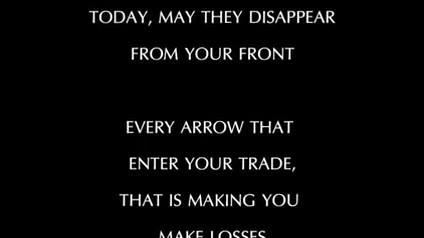 TODAY, MAY THEY DISAPPEAR
FROM YOUR FRONT
EVERY ARROW THAT
ENTER YOUR TRADE,
THAT IS MAKING YOU
MAKE LOSSES